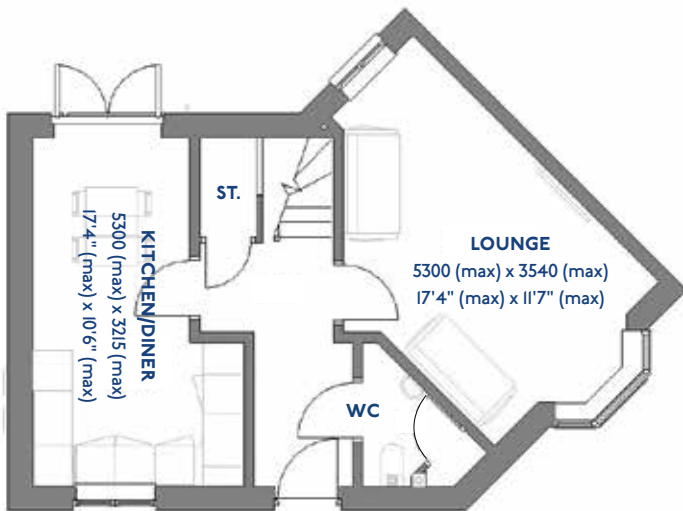 KITCHEN/DINER
5300 (max) x 3215 (max)
17'4" (max) x 10'6" (max)
ST.
LOUNGE
5300 (max) x 3540 (max)
17'4" (max) x 11'7" (max)
WC